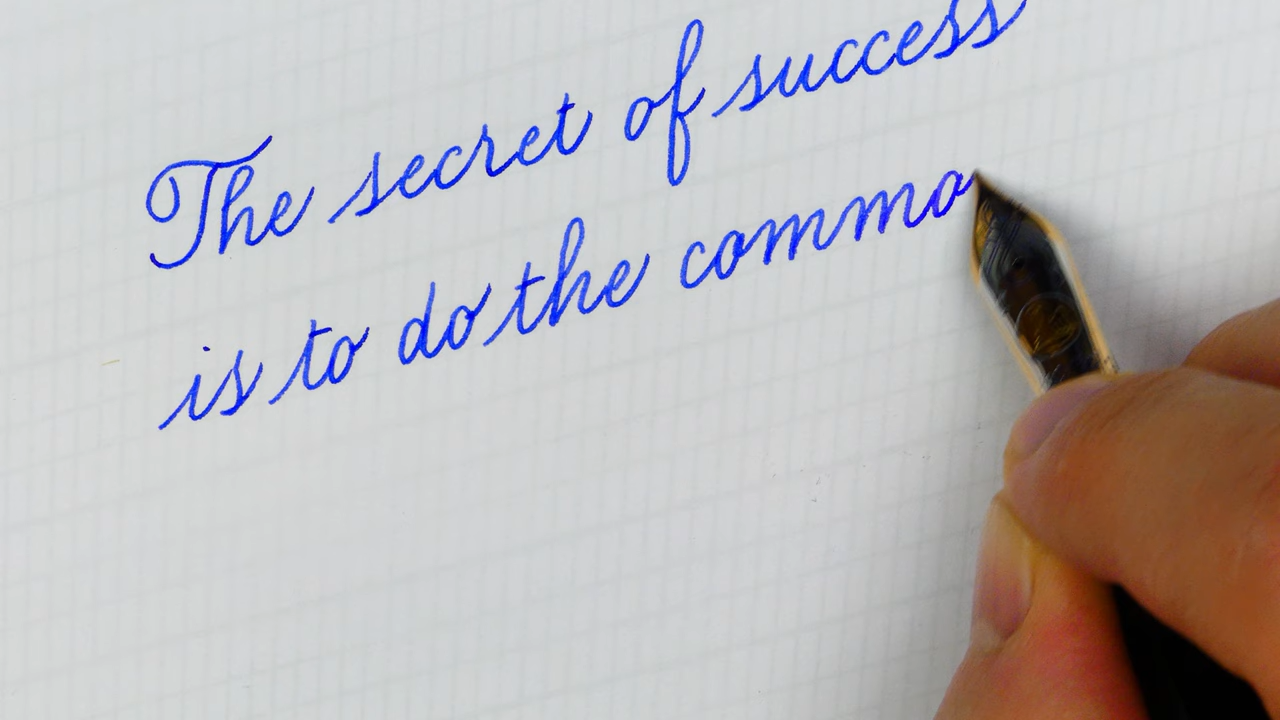 The secret of success
is to do the commo